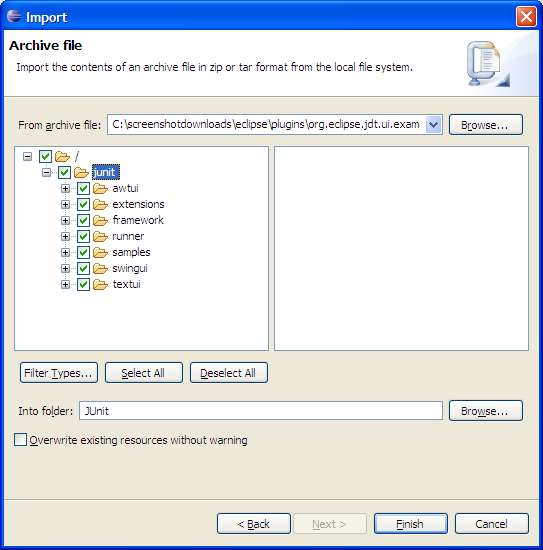 Import
Archive file
Import the contents of an archive file in zip or tar format from the local file system.
From archive file: C:\screenshotdownloads\eclipse\plugins\org.eclipse.jdt.ui.exam Browse...
/
junit
awtui
extensions
framework
runner
samples
swingui
textui
Filter Types... Select All Deselect All
Into folder: JUnit Browse...
Overwrite existing resources without warning
< Back Next > Finish Cancel